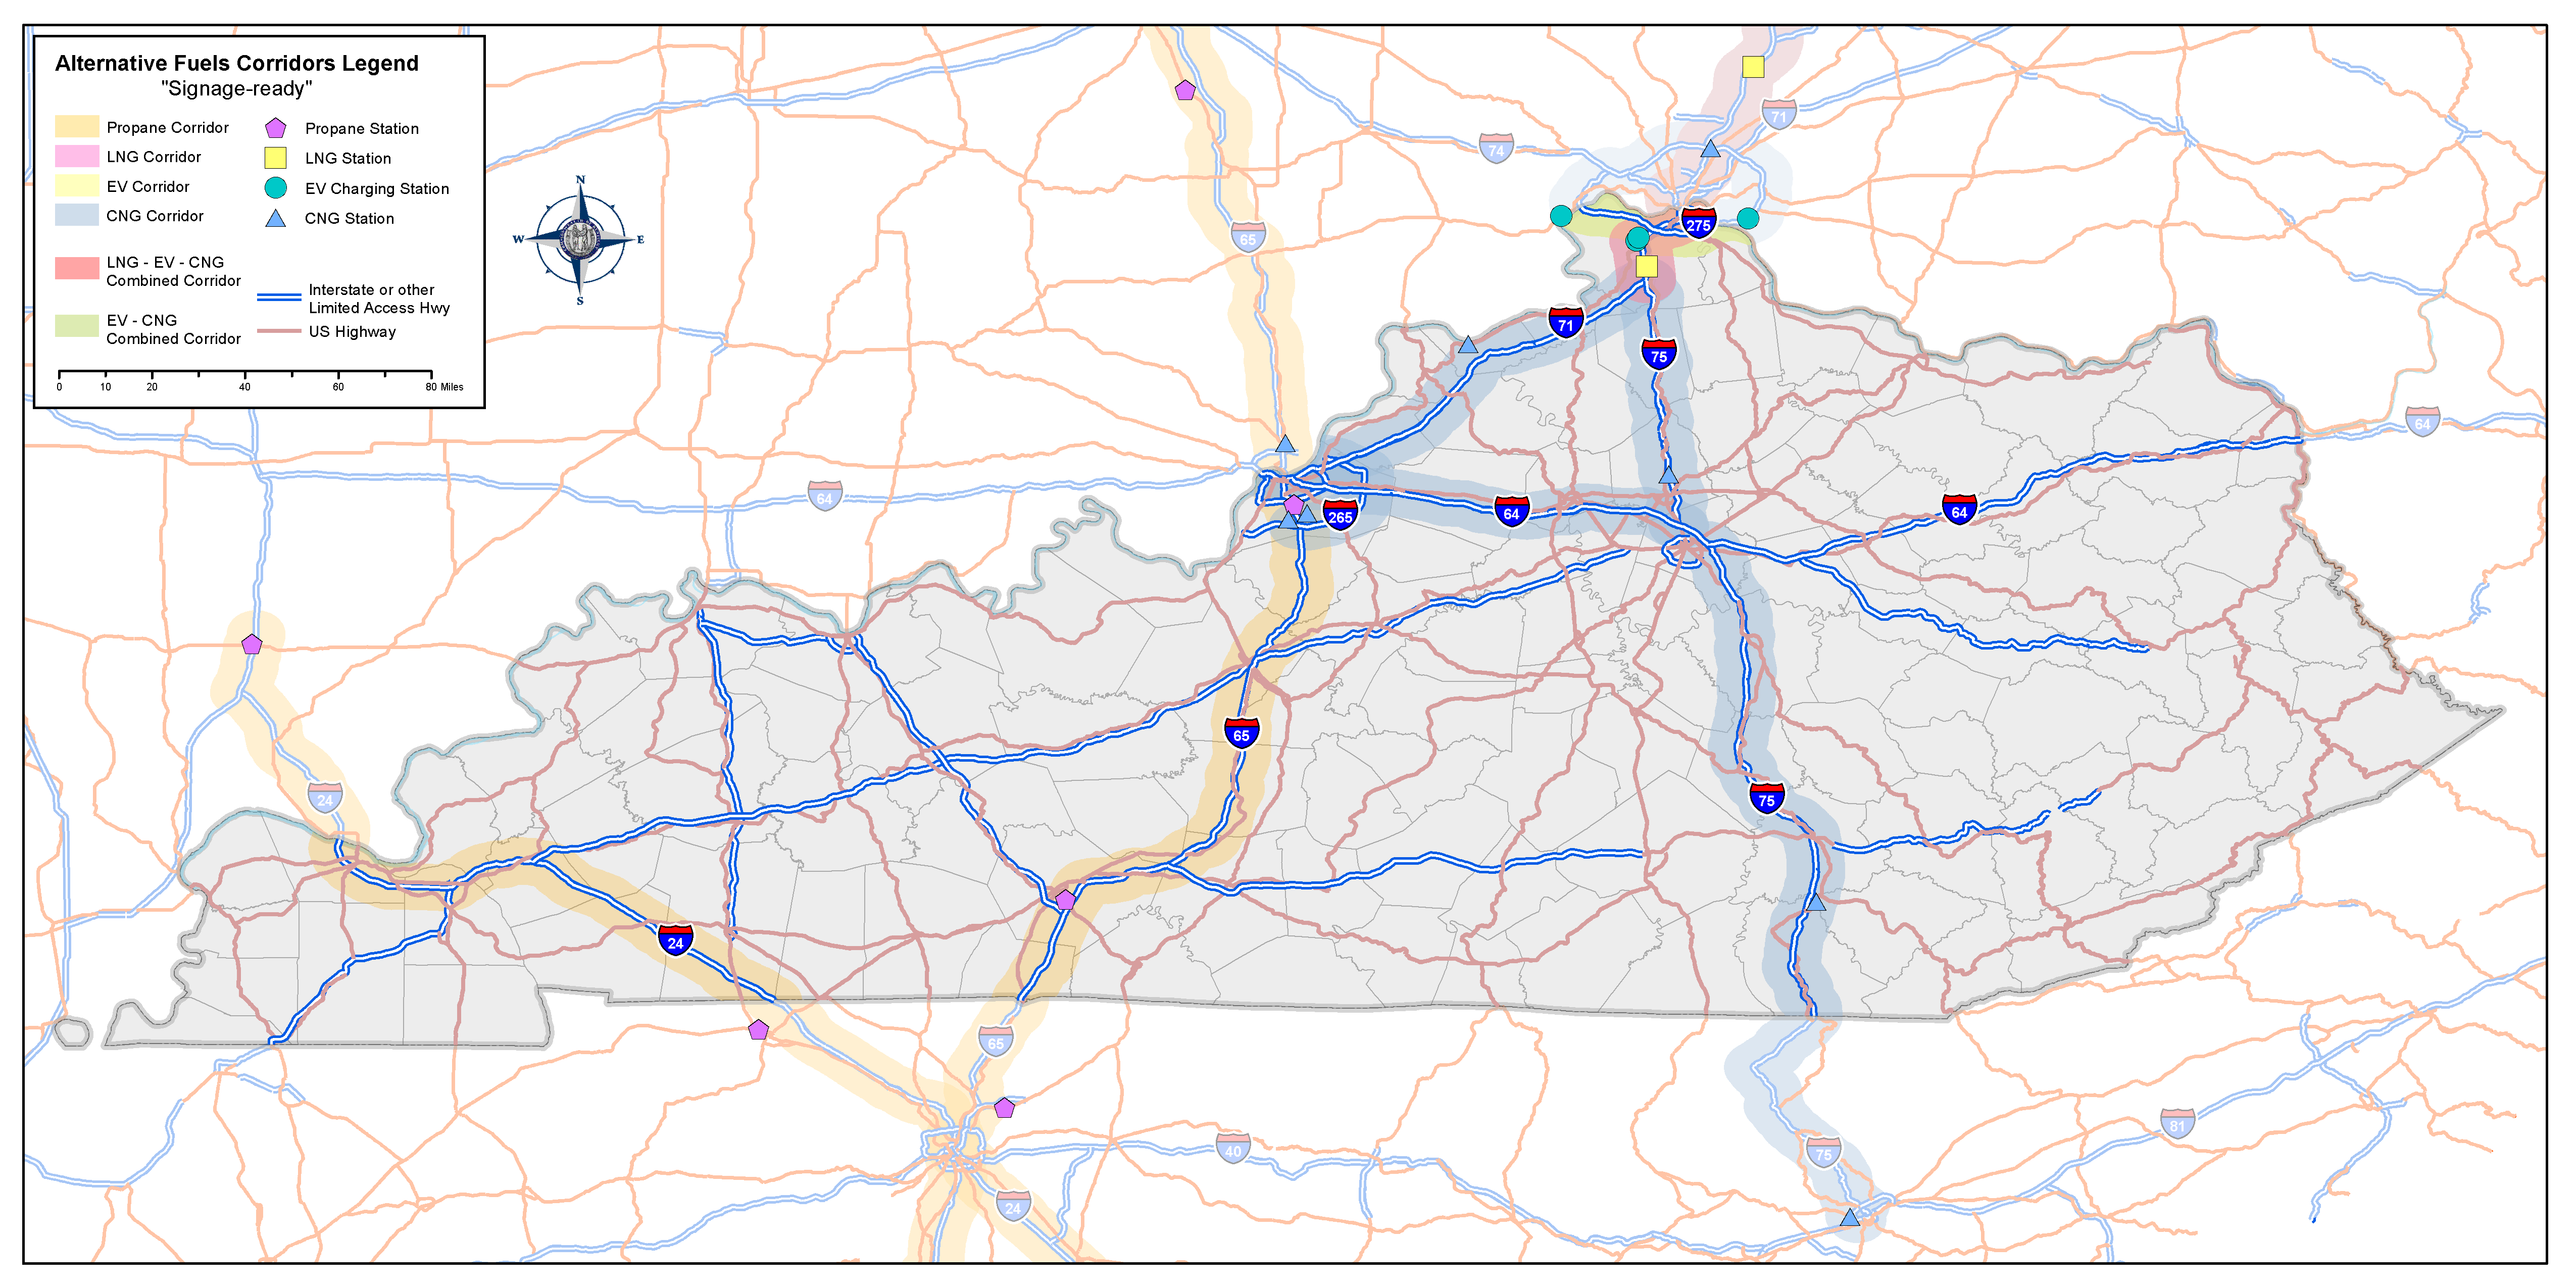 Alternative Fuels Corridors Legend
"Signage-ready"
Propane Corridor
LNG Corridor
EV Corridor
CNG Corridor
LNG - EV - CNG
Combined Corridor
EV - CNG
Combined Corridor
Propane Station
LNG Station
EV Charging Station
CNG Station
Interstate or other
Limited Access Hwy
US Highway
0 10 20 40 60 80 Miles
N
W E
S
71
74
65
275
71
75
64
64
265
64
64
65
24
75
24
65
40
75
81
24